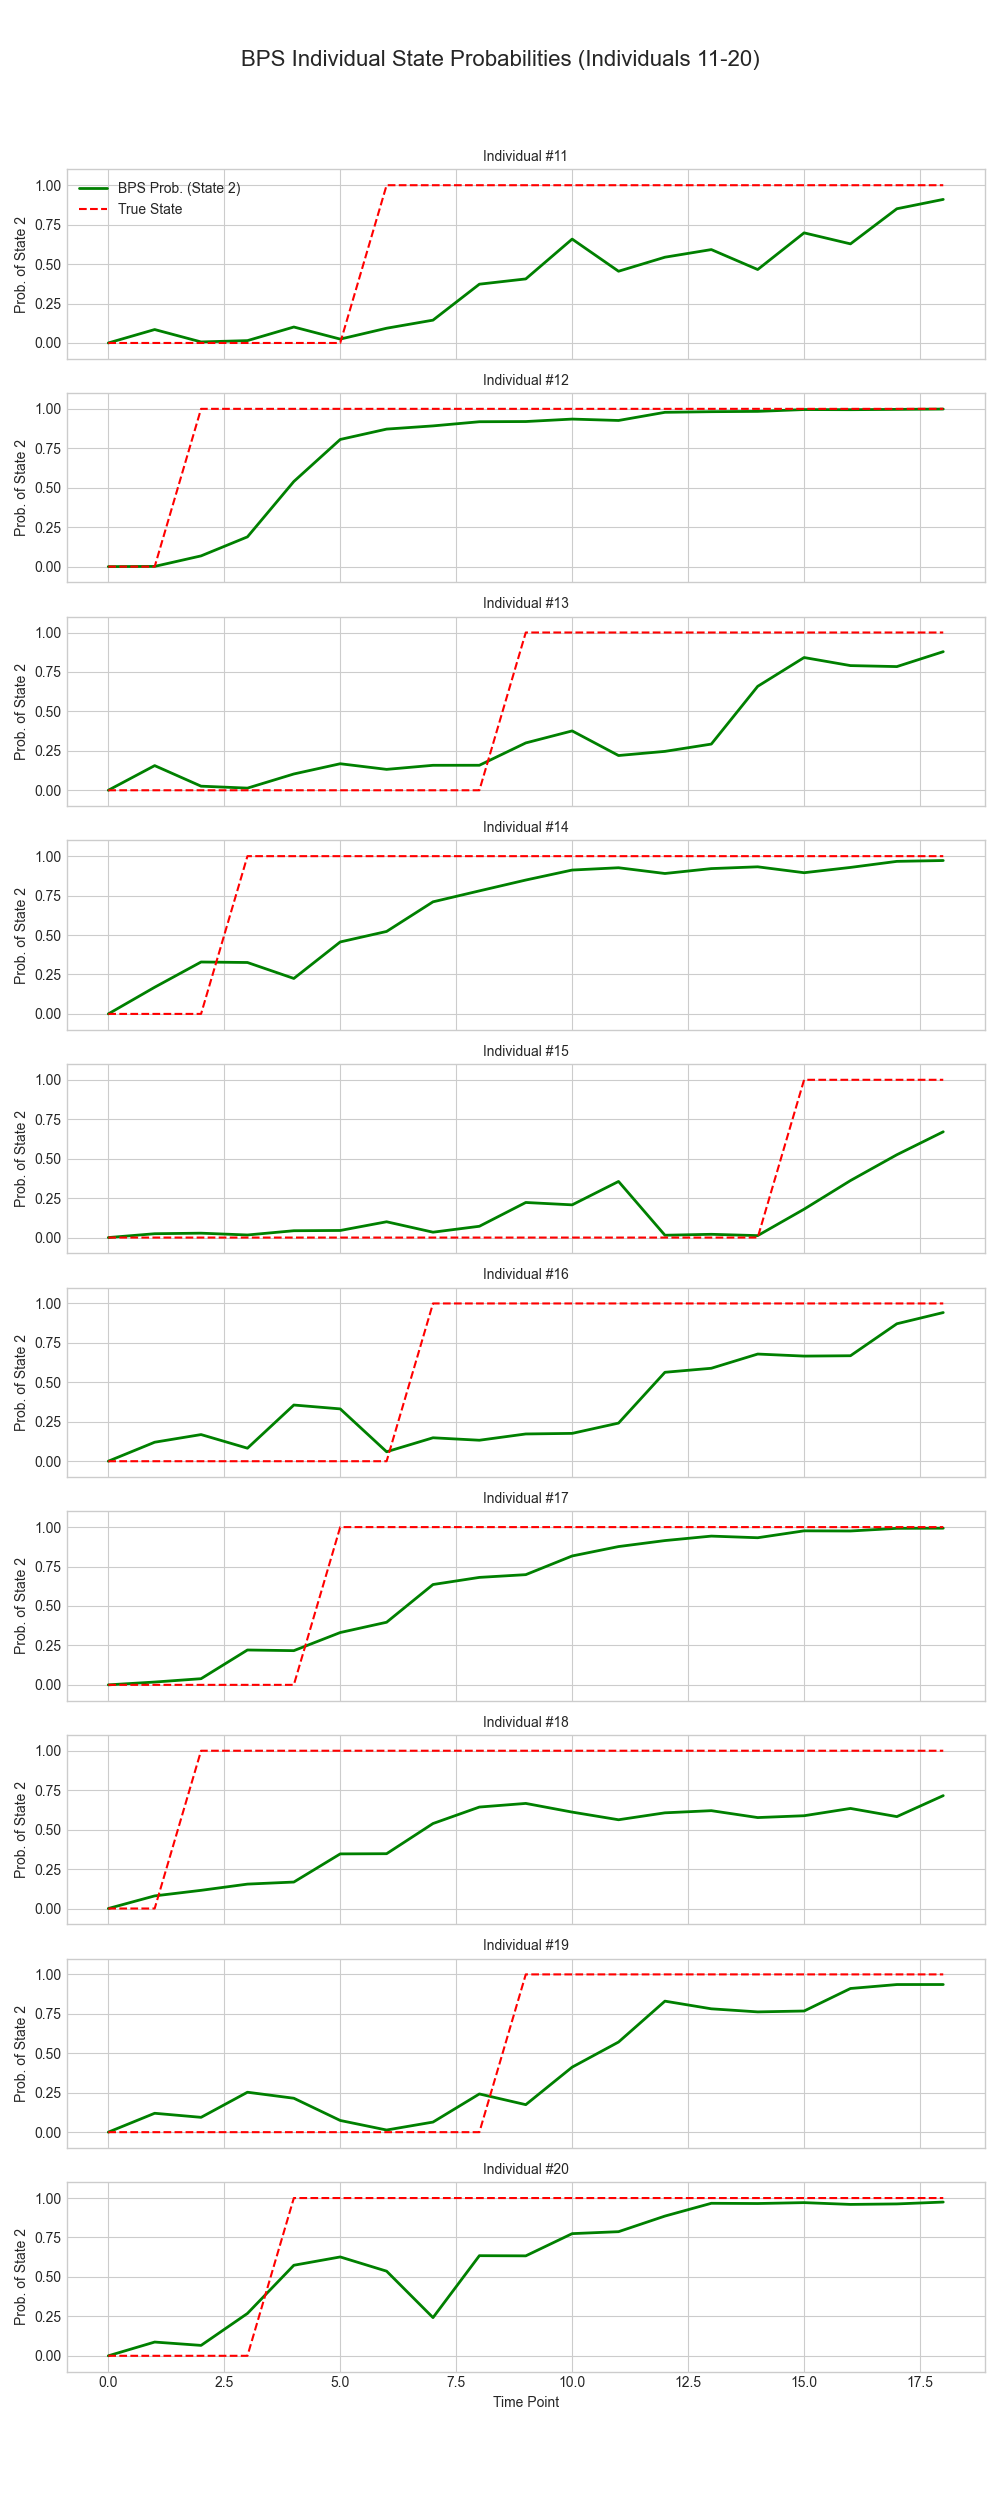 BPS Individual State Probabilities (Individuals 11-20)
Individual #11
BPS Prob. (State 2)
True State
Prob. of State 2
1.00
0.75
0.50
0.25
0.00
Individual #12
Prob. of State 2
1.00
0.75
0.50
0.25
0.00
Individual #13
Prob. of State 2
1.00
0.75
0.50
0.25
0.00
Individual #14
Prob. of State 2
1.00
0.75
0.50
0.25
0.00
Individual #15
Prob. of State 2
1.00
0.75
0.50
0.25
0.00
Individual #16
Prob. of State 2
1.00
0.75
0.50
0.25
0.00
Individual #17
Prob. of State 2
1.00
0.75
0.50
0.25
0.00
Individual #18
Prob. of State 2
1.00
0.75
0.50
0.25
0.00
Individual #19
Prob. of State 2
1.00
0.75
0.50
0.25
0.00
Individual #20
Prob. of State 2
1.00
0.75
0.50
0.25
0.00
0.0 2.5 5.0 7.5 10.0 12.5 15.0 17.5
Time Point